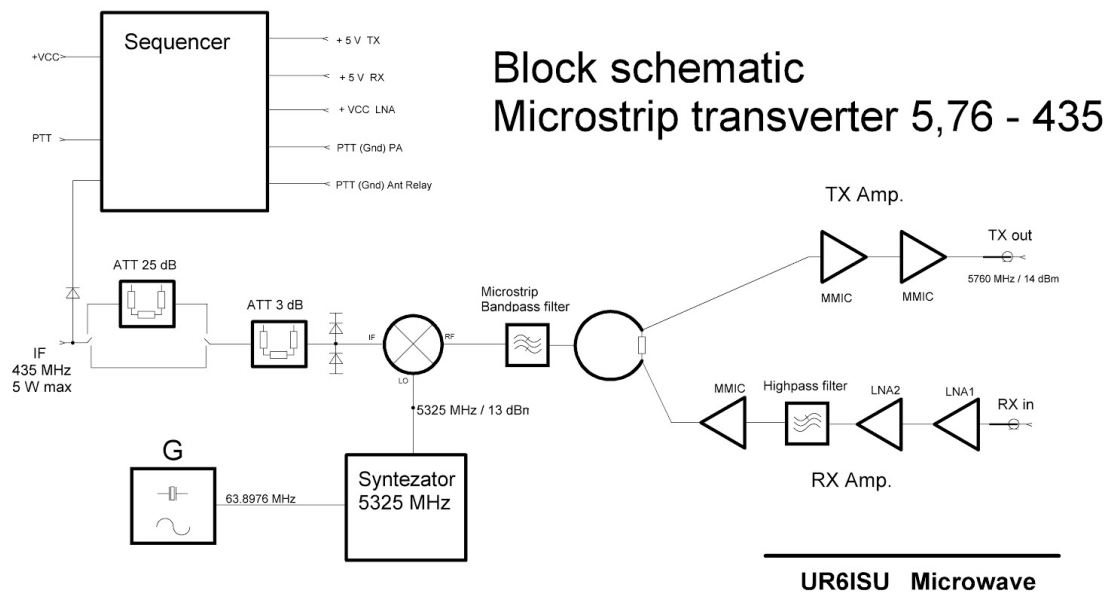 Sequencer
+VCC
PTT
+ 5 V TX
+ 5 V RX
+ VCC LNA
PTT (Gnd) PA
PTT (Gnd) Ant Relay
Block schematic
Microstrip transverter 5,76 - 435
TX Amp.
MMIC
MMIC
TX out
5760 MHz / 14 dBm
ATT 25 dB
ATT 3 dB
IF
435 MHz
5 W max
IF
RF
LO
Microstrip
Bandpass filter
5325 MHz / 13 dBm
MMIC
Highpass filter
LNA2
LNA1
RX in
RX Amp.
G
63.8976 MHz
Syntezator
5325 MHz
UR6ISU Microwave